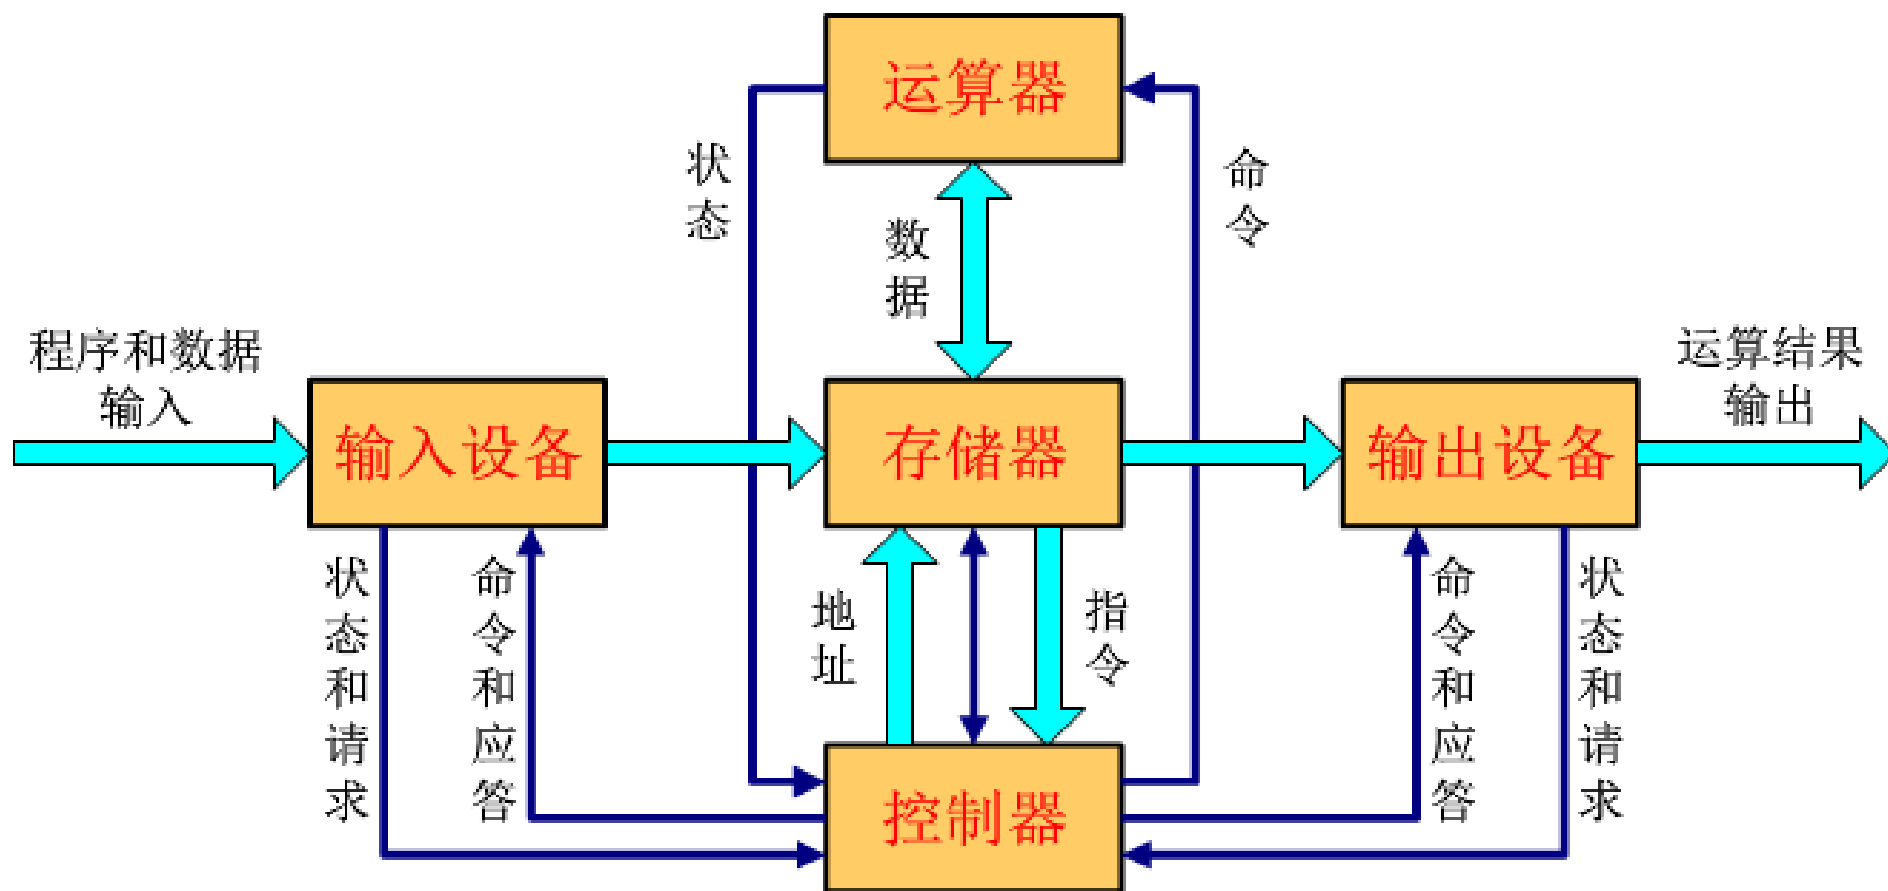 运算器
状态
命令
数据
程序和数据
输入
运算结果
输出
输入设备
存储器
输出设备
状态和请求
命令和应答
地址
指令
命令和应答
状态和请求
控制器